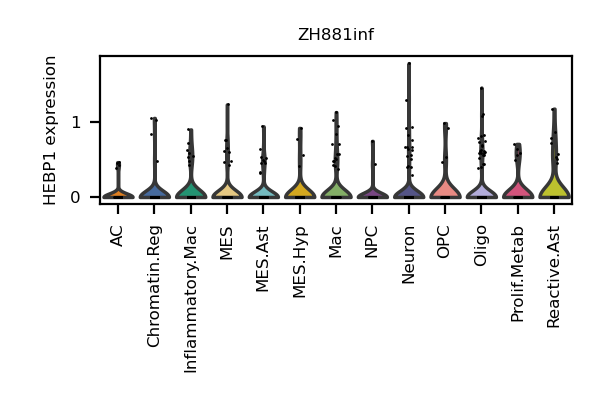 ZH881inf
HEBP1 expression
1
0
AC
Chromatin.Reg
Inflammatory.Mac
MES
MES.Ast
MES.Hyp
Mac
NPC
Neuron
OPC
Oligo
Prolif.Metab
Reactive.Ast